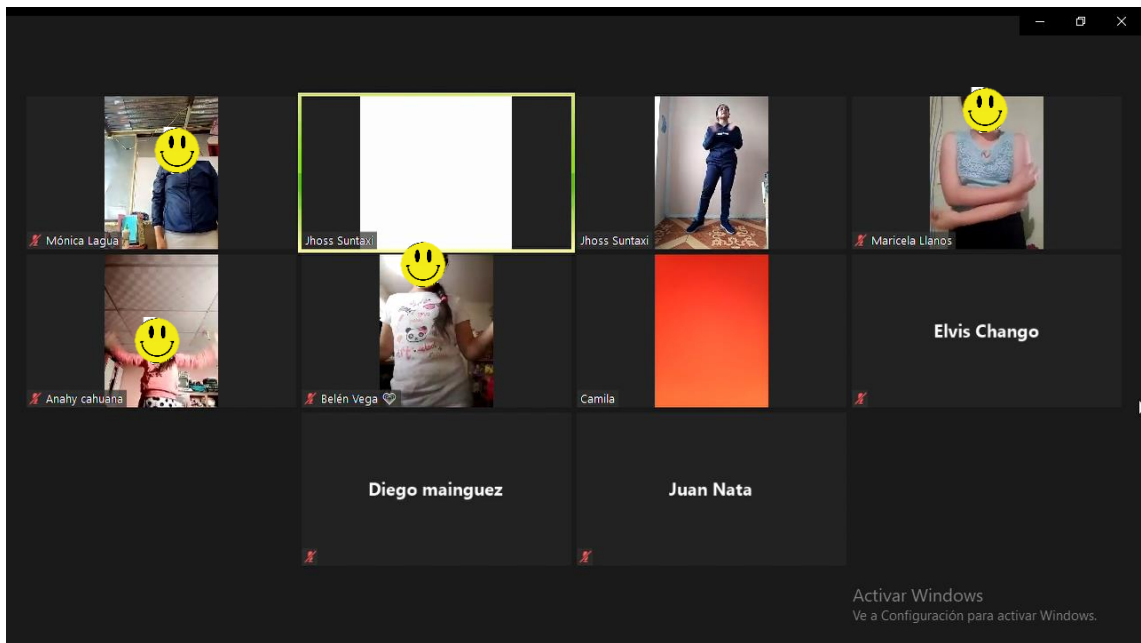 Mónica Lagua
Jhoss Suntaxi
Jhoss Suntaxi
Maricela Llanos
Anahy cahuana
Belén Vega
Camila
Elvis Chango
Diego mainguez
Juan Nata
Activar Windows
Ve a Configuración para activar Windows.